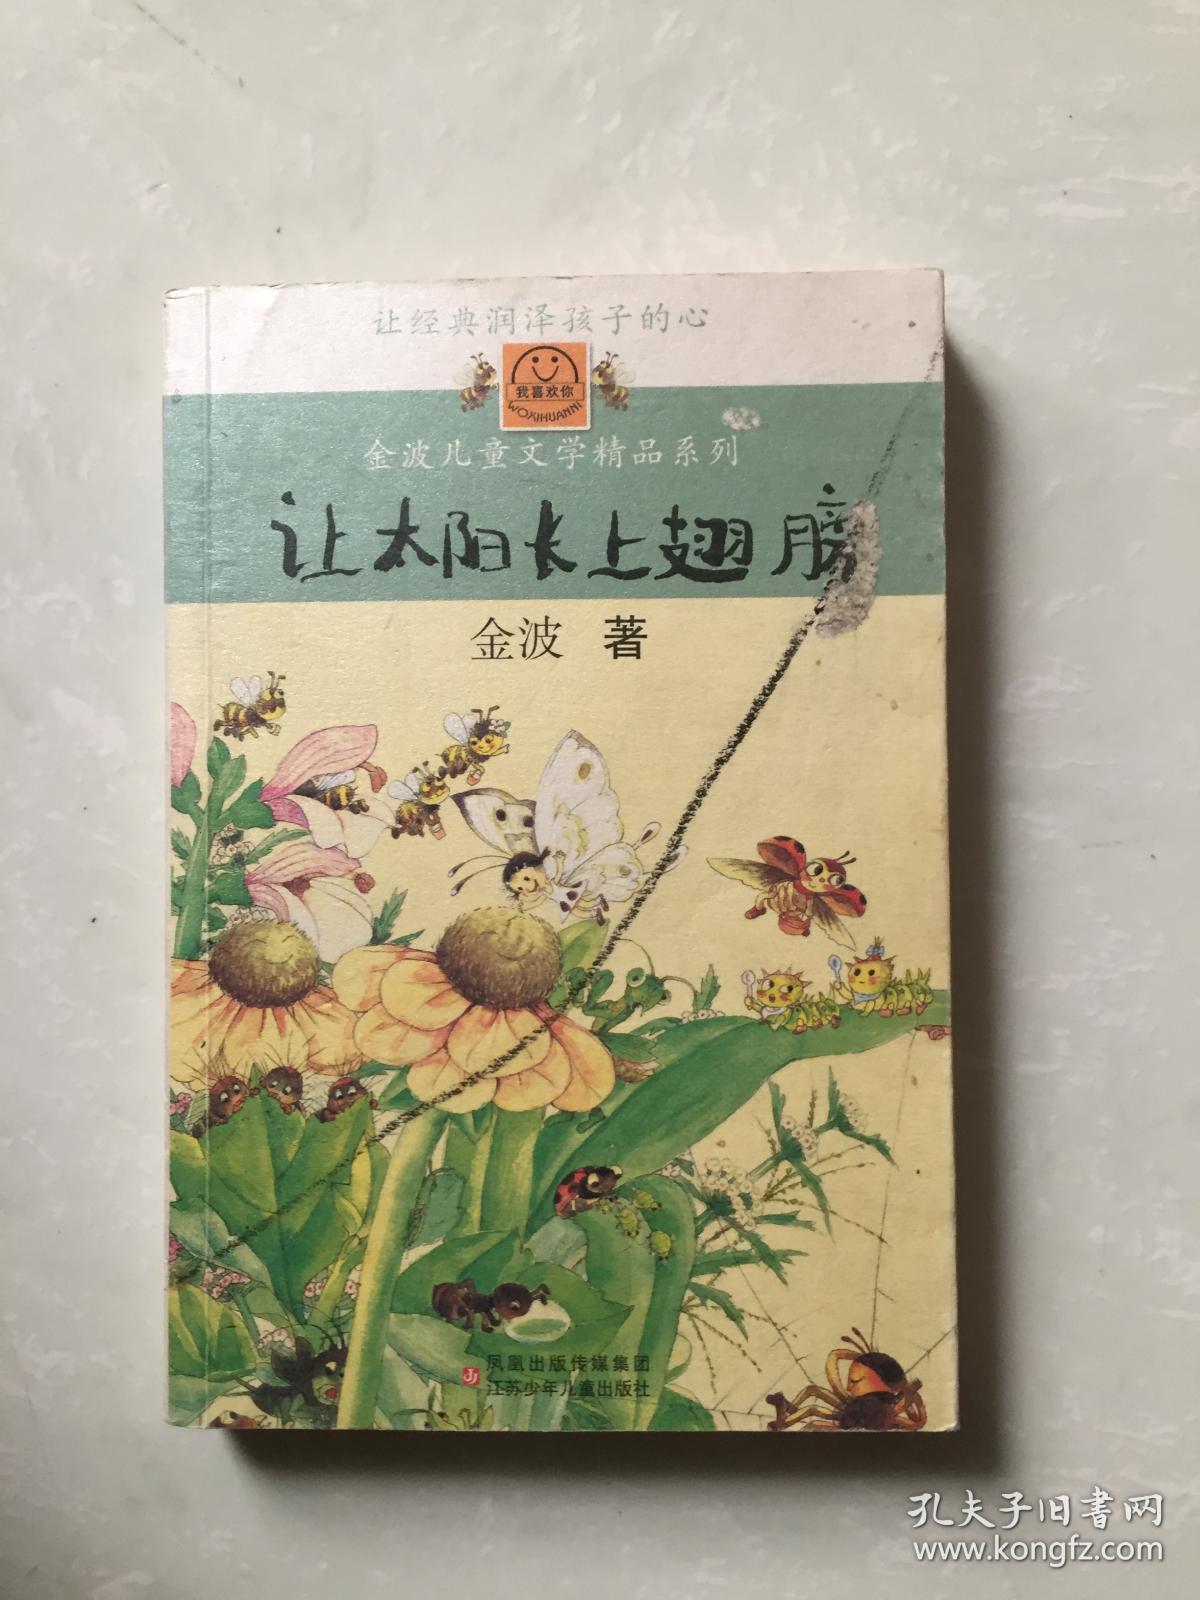 让经典润泽孩子的心
我喜欢你
WOXIHUANNI
金波儿童文学精品系列
让太阳长上翅膀
金波 著
凤凰出版传媒集团
江苏少年儿童出版社
孔夫子旧书网
www.kongfz.com